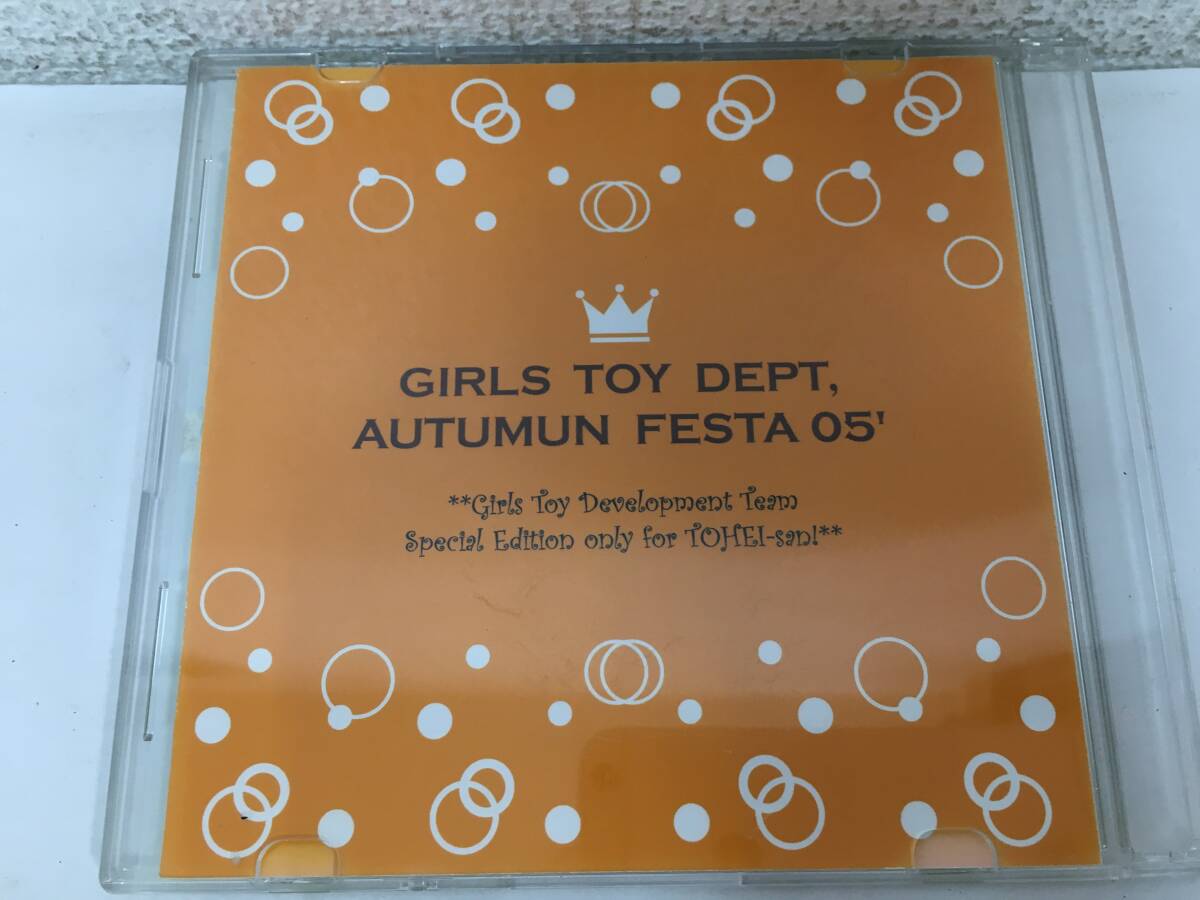 GIRLS TOY DEPT,
AUTUMUN FESTA 05'
**Girls Toy Development Team
Special Edition only for TOHEI-san!**